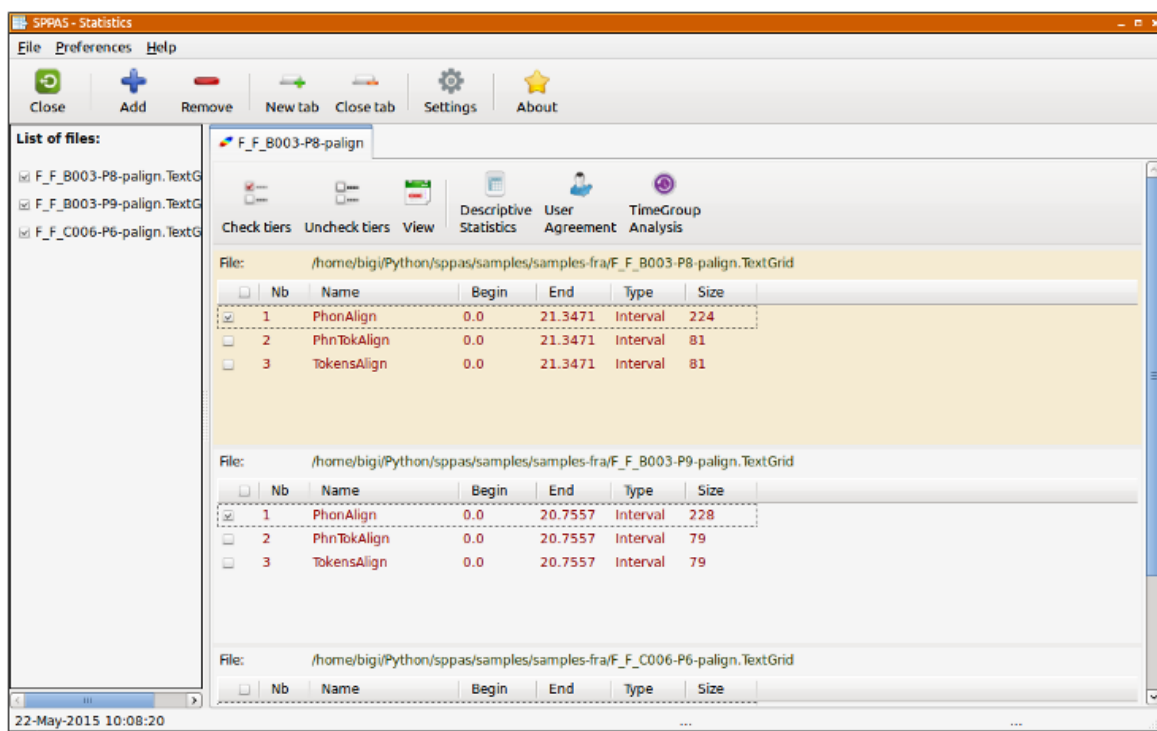 SPPAS - Statistics
File Preferences Help
Close Add Remove New tab Close tab Settings About
List of files:
F_F_B003-P8-palign.TextG
F_F_B003-P9-palign.TextG
F_F_C006-P6-palign.TextG
F_F_B003-P8-palign
Check tiers Uncheck tiers View Descriptive Statistics User Agreement TimeGroup Analysis
File: /home/bigi/Python/sppas/samples/samples-fra/F_F_B003-P8-palign.TextGrid
Nb Name Begin End Type Size
1 PhonAlign 0.0 21.3471 Interval 224
2 PhnTokAlign 0.0 21.3471 Interval 81
3 TokensAlign 0.0 21.3471 Interval 81
File: /home/bigi/Python/sppas/samples/samples-fra/F_F_B003-P9-palign.TextGrid
Nb Name Begin End Type Size
1 PhonAlign 0.0 20.7557 Interval 228
2 PhnTokAlign 0.0 20.7557 Interval 79
3 TokensAlign 0.0 20.7557 Interval 79
File: /home/bigi/Python/sppas/samples/samples-fra/F_F_C006-P6-palign.TextGrid
Nb Name Begin End Type Size
22-May-2015 10:08:20 ... ...